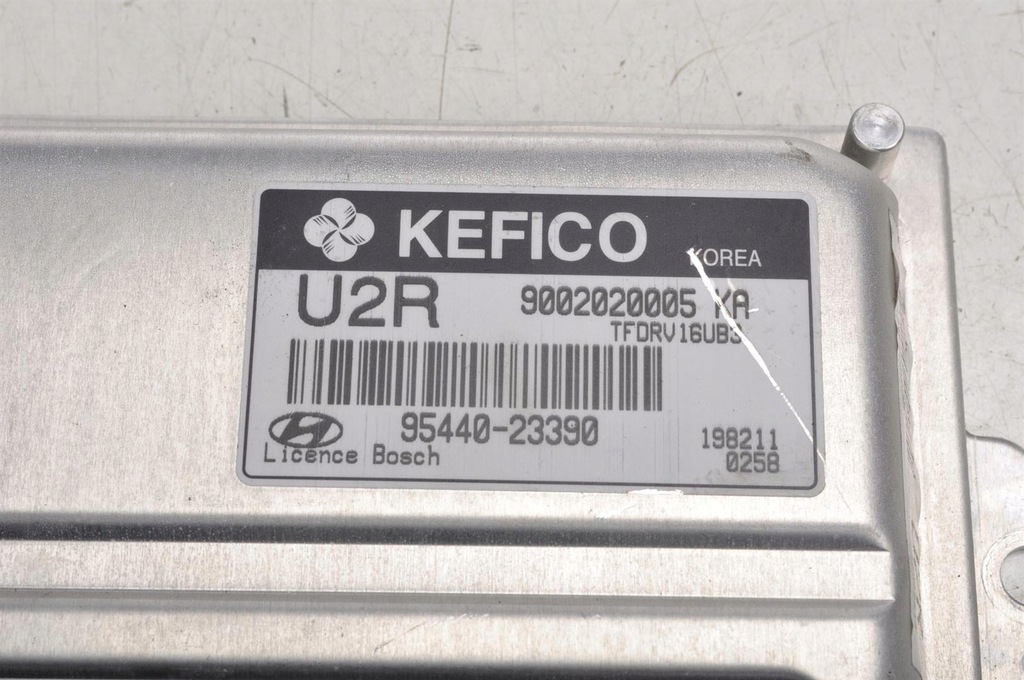 KEFICO
KOREA
U2R
9002020005 KA
TFDRV16UB3
95440-23390
Licence Bosch
198211
0258